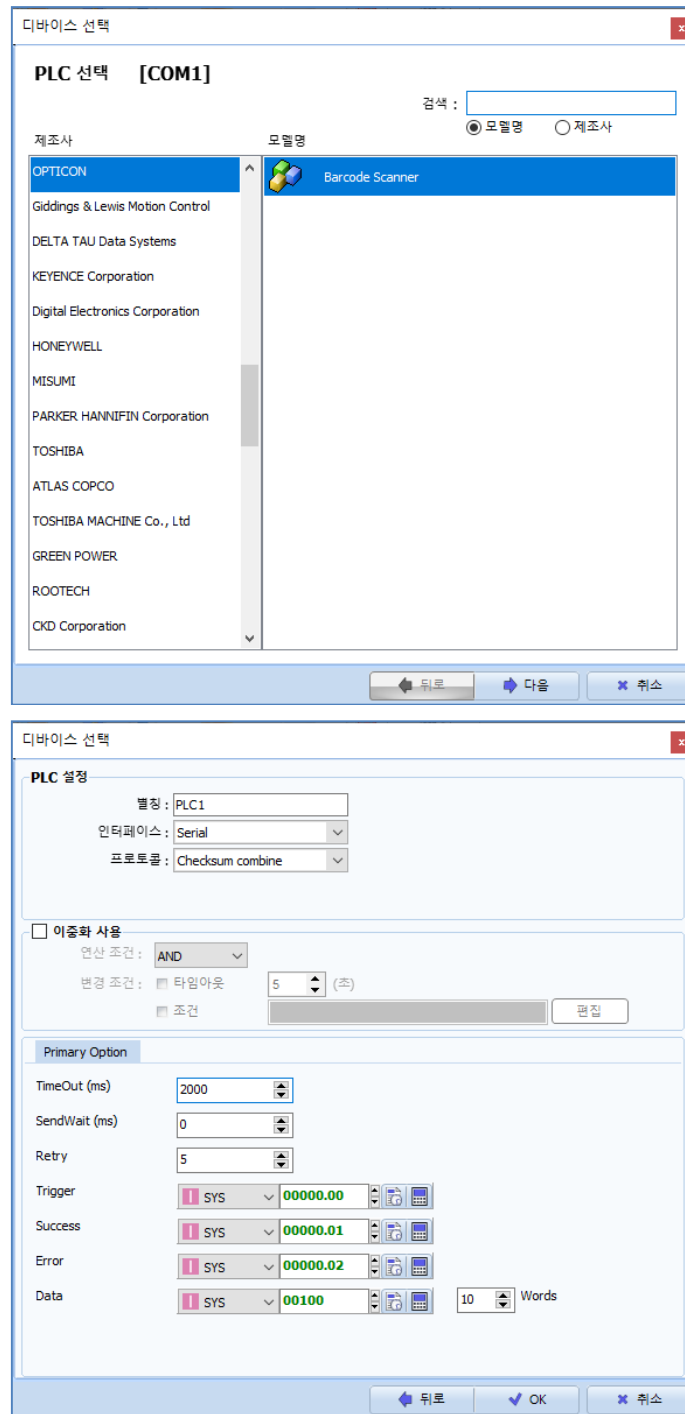 디바이스 선택
x
PLC 선택 [COM1]
검색 :
모델명 제조사
제조사 모델명
OPTICON
Barcode Scanner
Giddings & Lewis Motion Control
DELTA TAU Data Systems
KEYENCE Corporation
Digital Electronics Corporation
HONEYWELL
MISUMI
PARKER HANNIFIN Corporation
TOSHIBA
ATLAS COPCO
TOSHIBA MACHINE Co., Ltd
GREEN POWER
ROOTECH
CKD Corporation
뒤로 다음 취소
디바이스 선택
x
PLC 설정
별칭 : PLC1
인터페이스 : Serial
프로토콜 : Checksum combine
이중화 사용
연산 조건 : AND
변경 조건 : 타임아웃 5 (초)
조건 편집
Primary Option
TimeOut (ms) 2000
SendWait (ms) 0
Retry 5
Trigger SYS 00000.00
Success SYS 00000.01
Error SYS 00000.02
Data SYS 00100 10 Words
뒤로 OK 취소